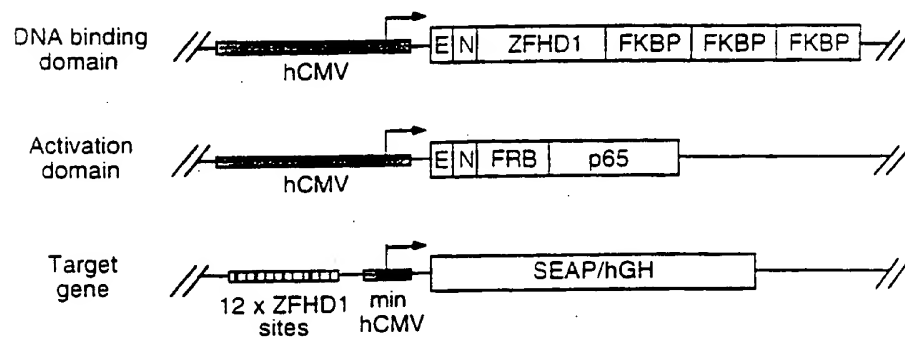 DNA binding
domain
hCMV
E N ZFHD1 FKBP FKBP FKBP
Activation
domain
hCMV
E N FRB p65
Target
gene
12 x ZFHD1
sites
min
hCMV
SEAP/hGH